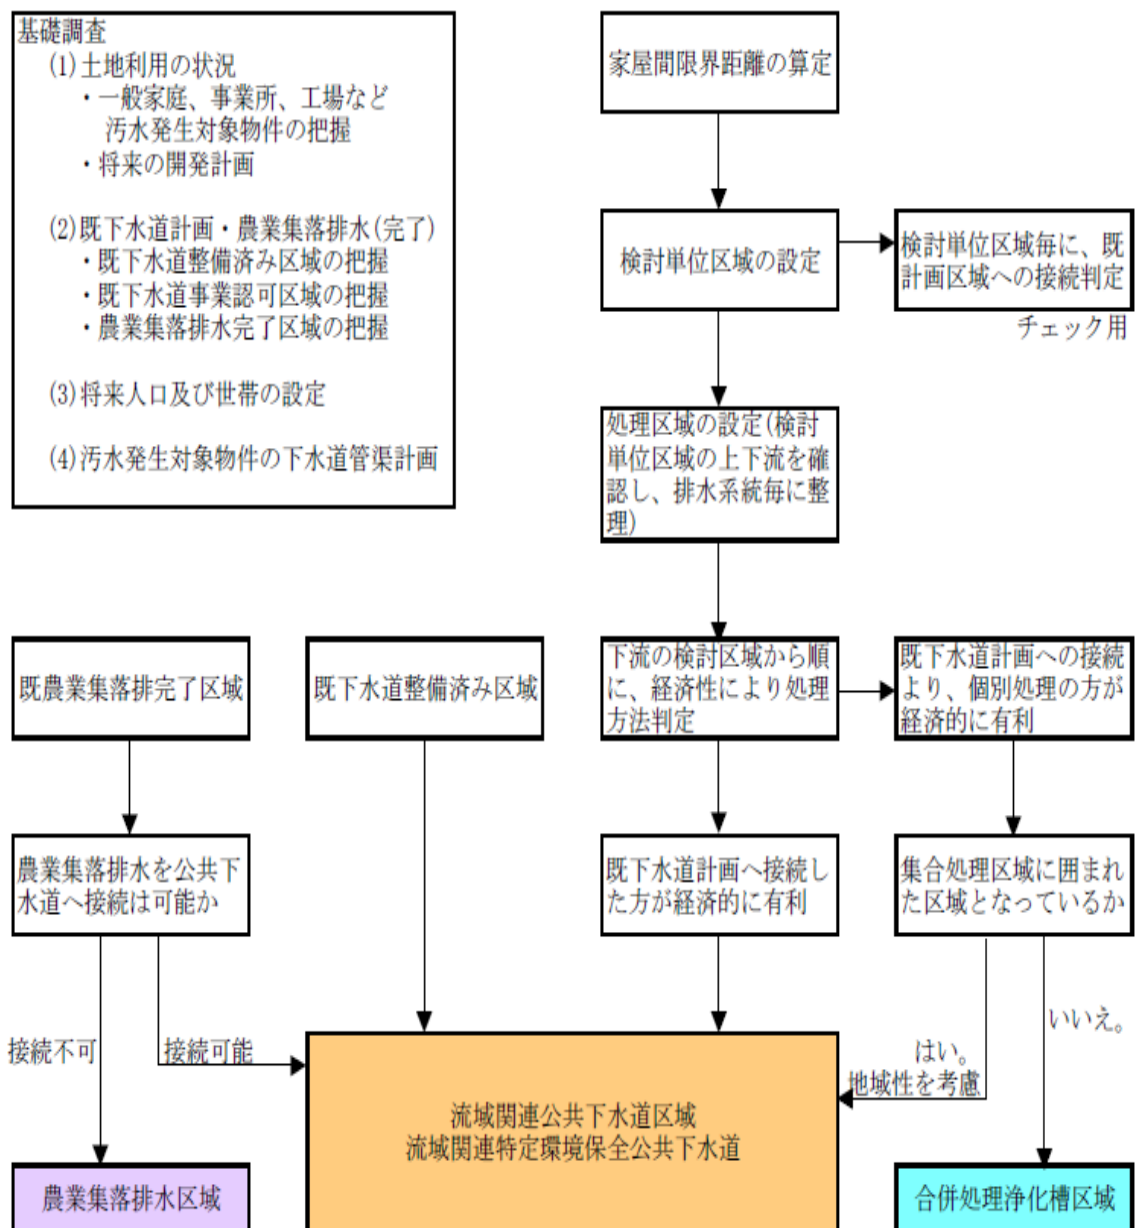 基礎調査
(1)土地利用の状況
・一般家庭、事業所、工場など
汚水発生対象物件の把握
・将来の開発計画
(2)既下水道計画・農業集落排水(完了)
・既下水道整備済み区域の把握
・既下水道事業認可区域の把握
・農業集落排水完了区域の把握
(3)将来人口及び世帯の設定
(4)汚水発生対象物件の下水道管渠計画
家屋間限界距離の算定
検討単位区域の設定
検討単位区域毎に、既
計画区域への接続判定
チェック用
処理区域の設定(検討
単位区域の上下流を確
認し、排水系統毎に整
理)
既農業集落排完了区域
既下水道整備済み区域
下流の検討区域から順
に、経済性により処理
方法判定
既下水道計画への接続
より、個別処理の方が
経済的に有利
農業集落排水を公共下
水道へ接続は可能か
既下水道計画へ接続し
た方が経済的に有利
集合処理区域に囲まれ
た区域となっているか
接続不可
接続可能
はい。
地域性を考慮
いいえ。
流域関連公共下水道区域
流域関連特定環境保全公共下水道
農業集落排水区域
合併処理浄化槽区域